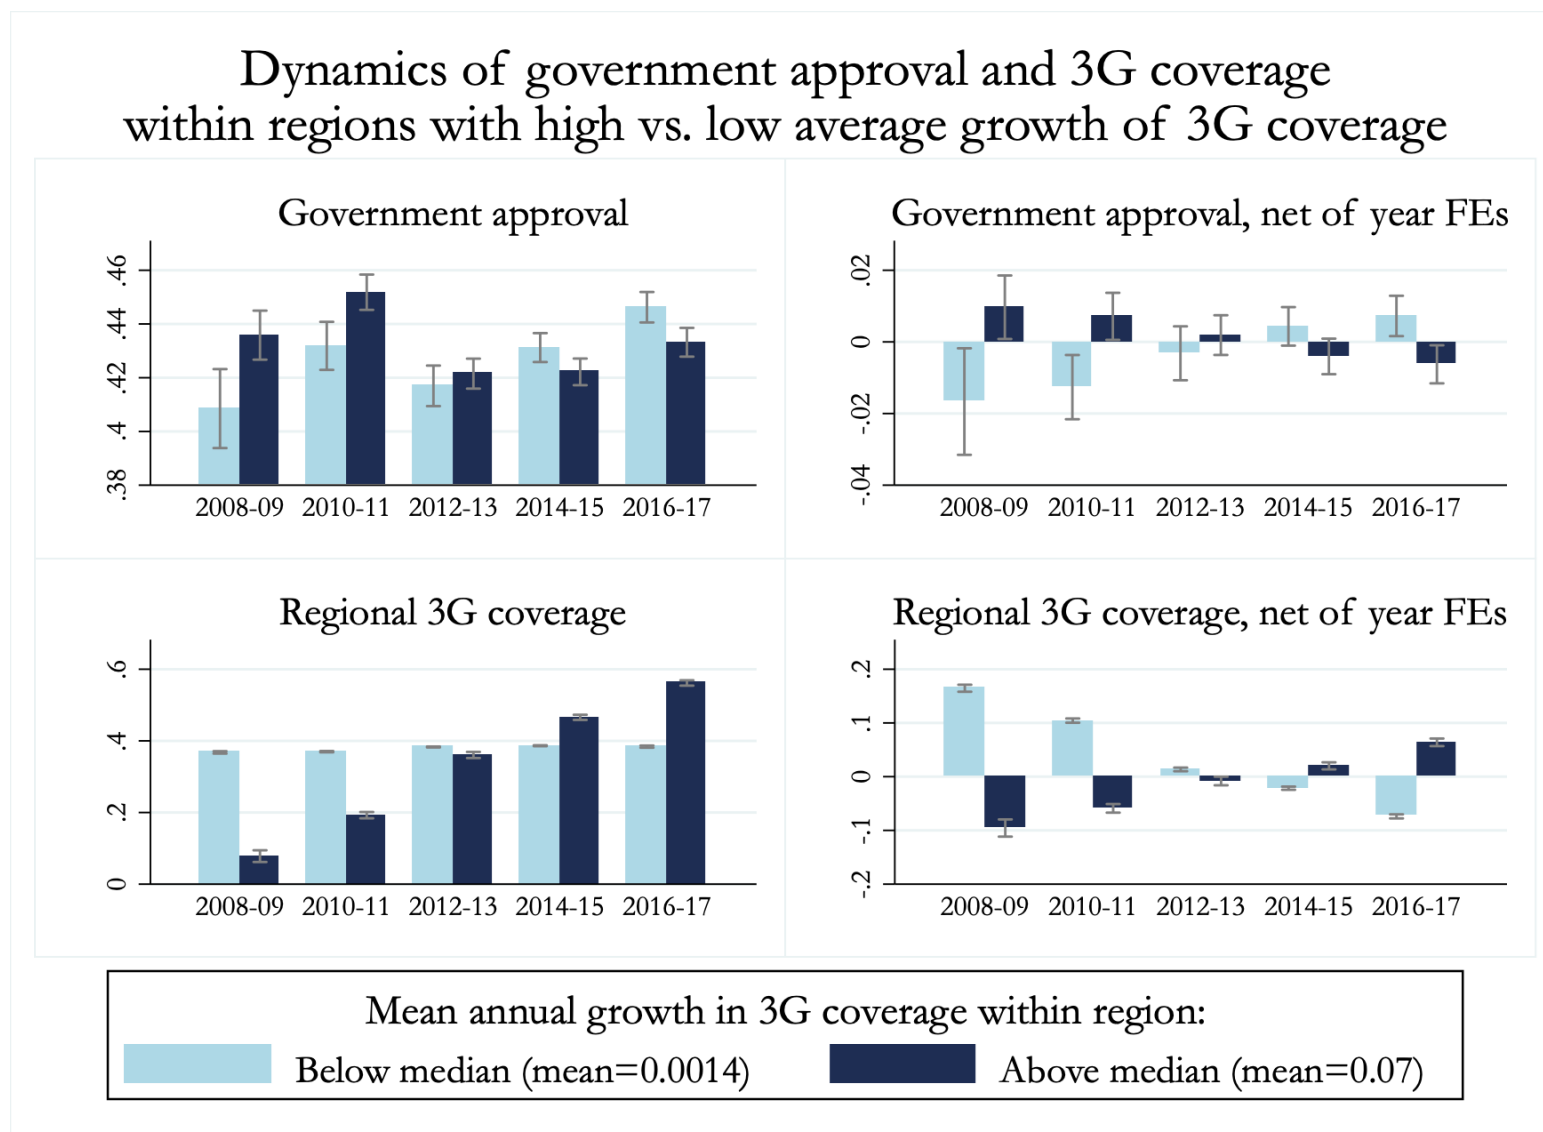 Dynamics of government approval and 3G coverage
within regions with high vs. low average growth of 3G coverage
Government approval
.46
.44
.42
.4
.38
2008-09 2010-11 2012-13 2014-15 2016-17
Government approval, net of year FEs
.02
0
-.02
-.04
2008-09 2010-11 2012-13 2014-15 2016-17
Regional 3G coverage
.6
.4
.2
0
2008-09 2010-11 2012-13 2014-15 2016-17
Regional 3G coverage, net of year FEs
.2
.1
0
-.1
-.2
2008-09 2010-11 2012-13 2014-15 2016-17
Mean annual growth in 3G coverage within region:
Below median (mean=0.0014)
Above median (mean=0.07)